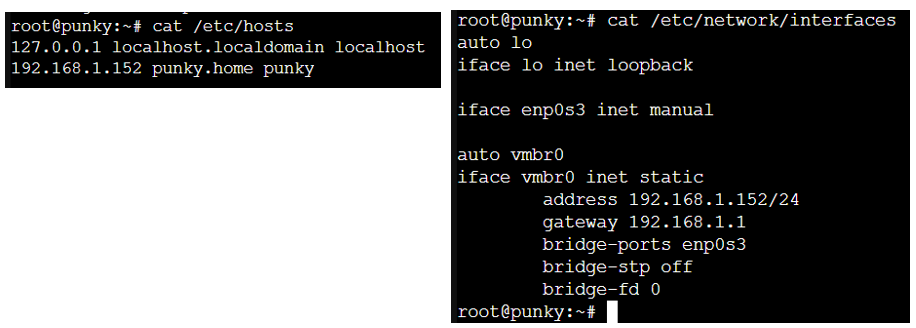 root@punky:~# cat /etc/hosts
127.0.0.1 localhost.localdomain localhost
192.168.1.152 punky.home punky
root@punky:~# cat /etc/network/interfaces
auto lo
iface lo inet loopback

iface enp0s3 inet manual

auto vmbr0
iface vmbr0 inet static
        address 192.168.1.152/24
        gateway 192.168.1.1
        bridge-ports enp0s3
        bridge-stp off
        bridge-fd 0
root@punky:~#